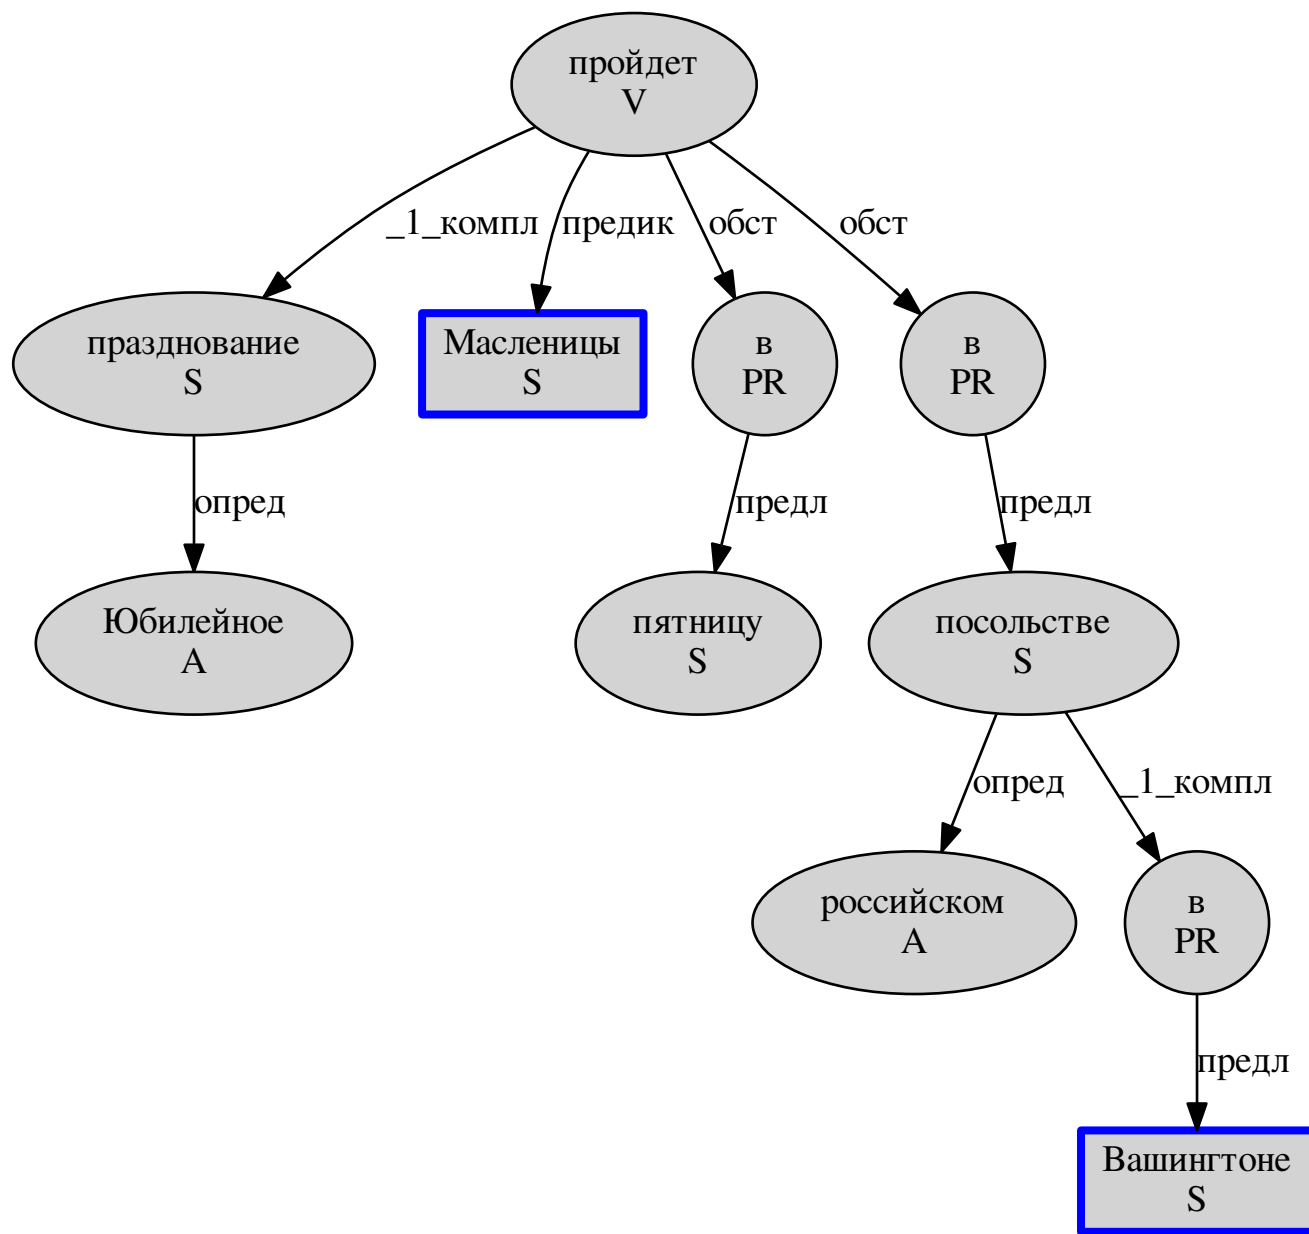 пройдет
V
_1_компл
предик
обст
обст
празднование
S
Масленицы
S
в
PR
в
PR
опред
предл
предл
Юбилейное
A
пятницу
S
посольстве
S
опред
_1_компл
российском
A
в
PR
предл
Вашингтоне
S